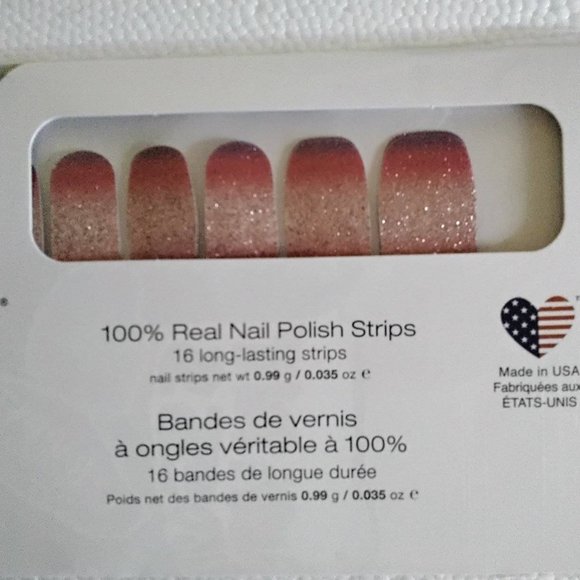 ®
100% Real Nail Polish Strips
16 long-lasting strips
nail strips net wt 0.99 g / 0.035 oz ℮
Made in USA
Fabriquées aux
ÉTATS-UNIS
Bandes de vernis
à ongles véritable à 100%
16 bandes de longue durée
Poids net des bandes de vernis 0.99 g / 0.035 oz ℮